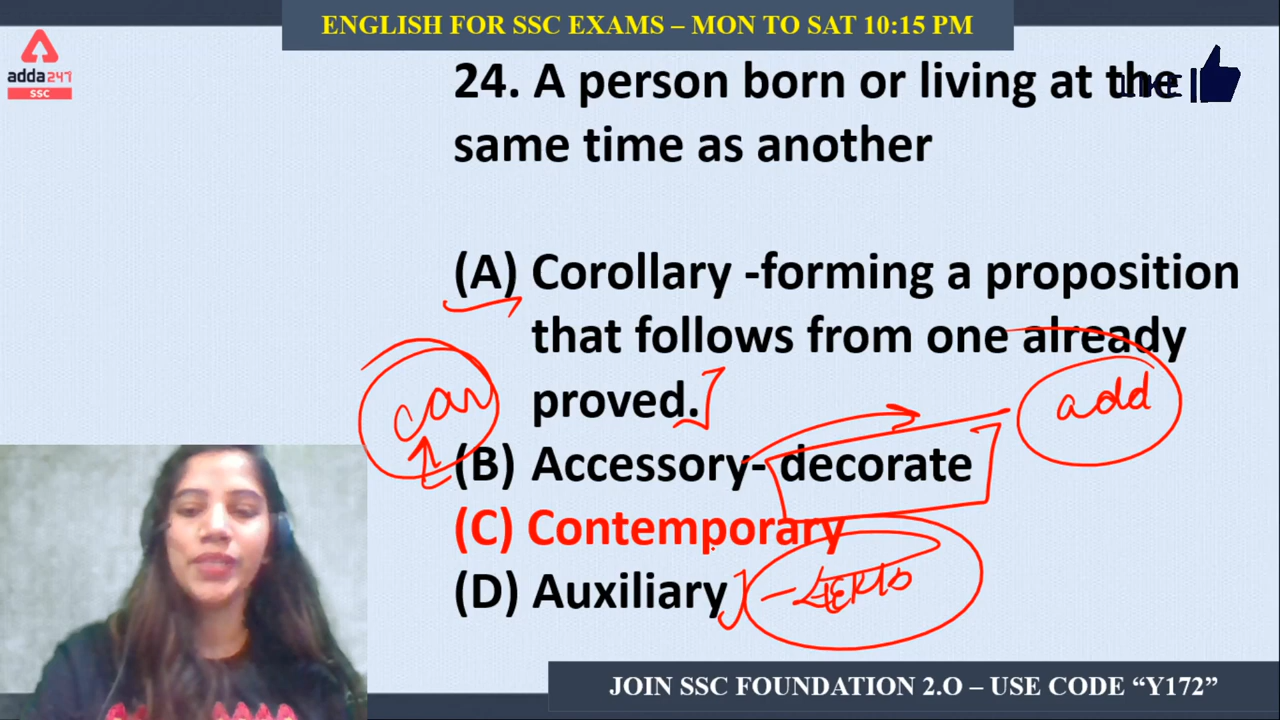 ENGLISH FOR SSC EXAMS – MON TO SAT 10:15 PM
adda247
SSC
LIKE
24. A person born or living at the
same time as another
(A) Corollary -forming a proposition
that follows from one already
proved.
car
add
(B) Accessory- decorate
(C) Contemporary
(D) Auxiliary
JOIN SSC FOUNDATION 2.O – USE CODE “Y172”